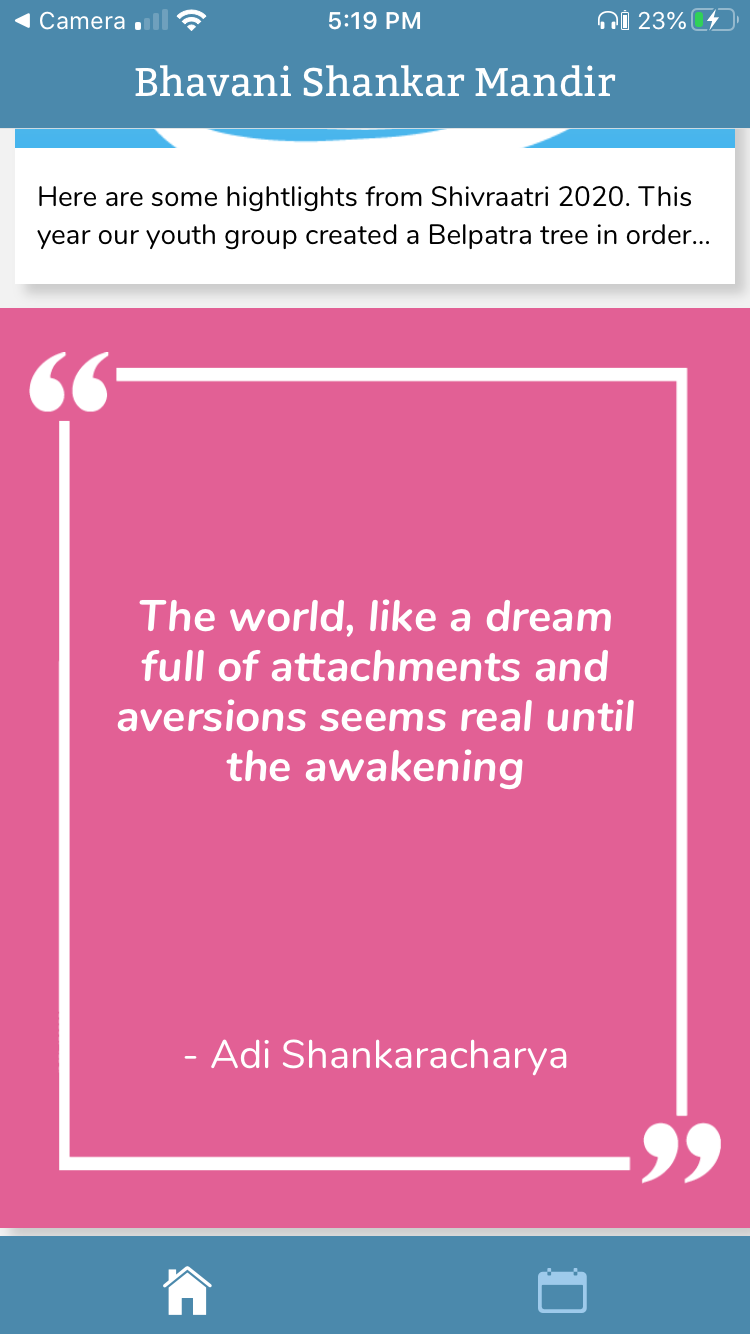 Camera 5:19 PM 23%
Bhavani Shankar Mandir
Here are some hightlights from Shivraatri 2020. This
year our youth group created a Belpatra tree in order...
“
The world, like a dream
full of attachments and
aversions seems real until
the awakening
- Adi Shankaracharya
”